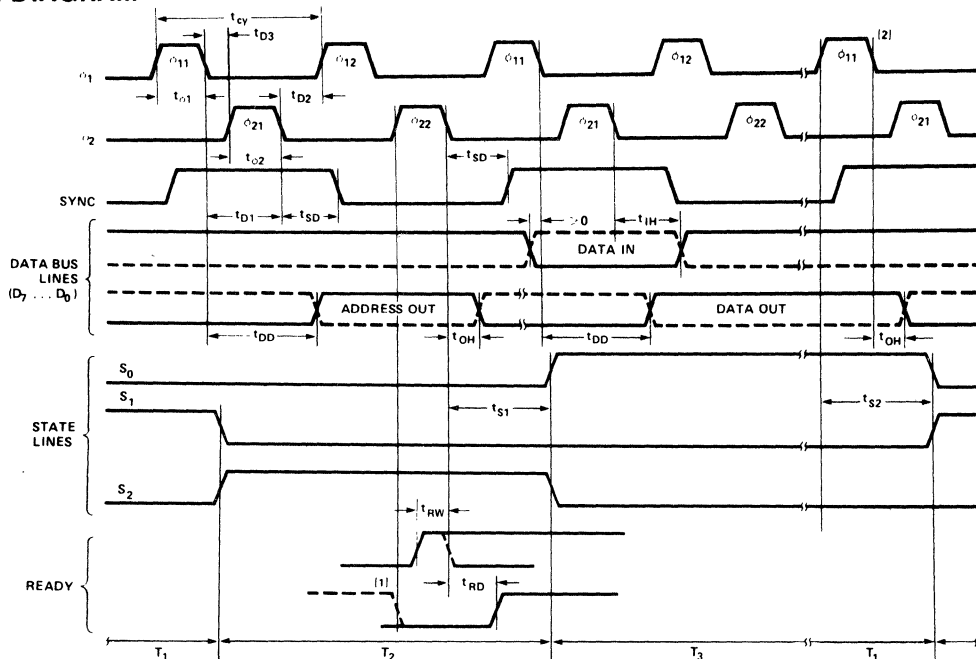 t_cy
t_D3
φ11 φ12 φ11 φ12 φ11 (2)
φ1
t_φ1 t_D2
φ21 φ22 φ21 φ22 φ21
φ2
t_φ2 t_SD
SYNC
t_D1 t_SD >0 t_IH
DATA IN
DATA BUS
LINES
(D7 ... D0)
ADDRESS OUT DATA OUT
t_DD t_OH t_DD t_OH
S0
S1
t_S1 t_S2
STATE
LINES
S2
t_RW
READY
(1) t_RD
T1 T2 T3 T1